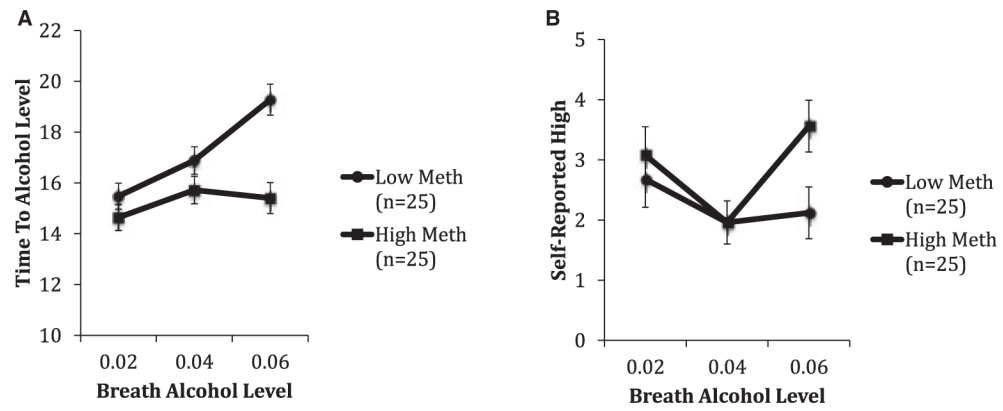 A
Time To Alcohol Level
22
20
18
16
14
12
10
0.02 0.04 0.06
Breath Alcohol Level
Low Meth
(n=25)
High Meth
(n=25)
B
Self-Reported High
5
4
3
2
1
0
0.02 0.04 0.06
Breath Alcohol Level
Low Meth
(n=25)
High Meth
(n=25)